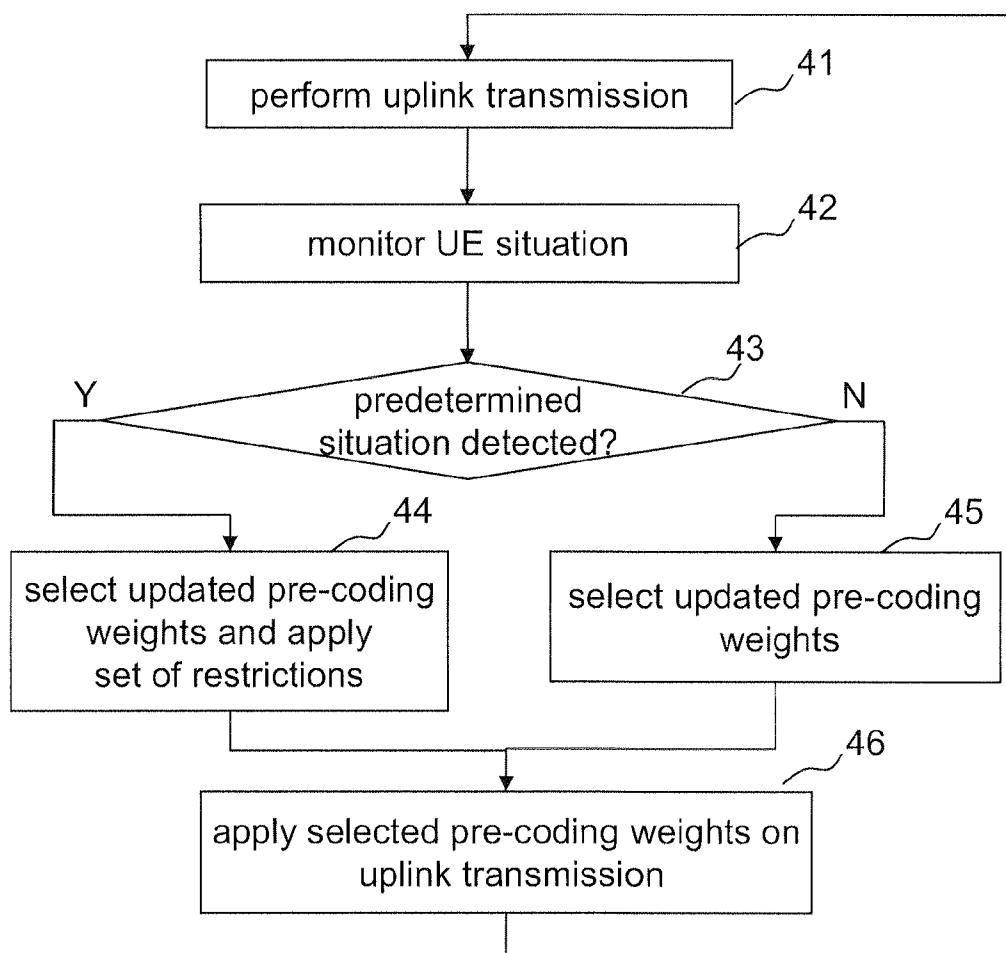 41
perform uplink transmission
42
monitor UE situation
43
Y
N
predetermined
situation detected?
44
45
select updated pre-coding
weights and apply
set of restrictions
select updated pre-coding
weights
46
apply selected pre-coding weights on
uplink transmission